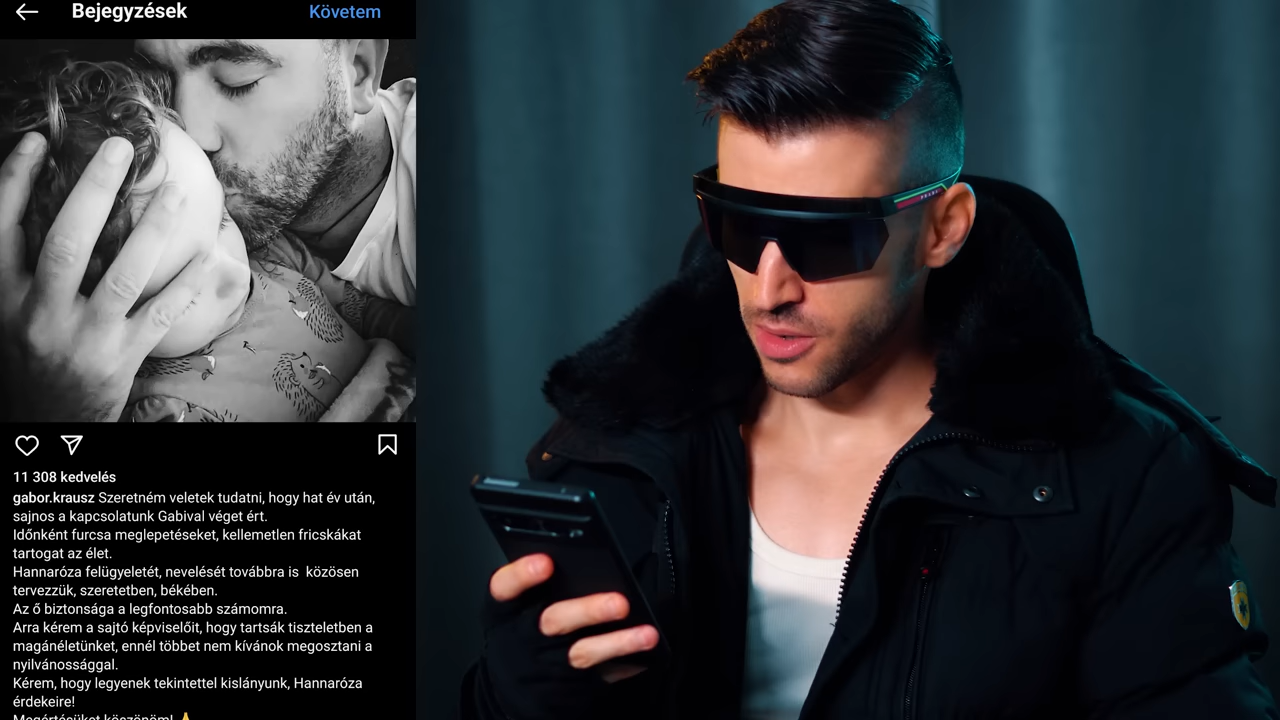 Bejegyzések
Követem
11 308 kedvelés
gabor.krausz Szeretném veletek tudatni, hogy hat év után,
sajnos a kapcsolatunk Gabival véget ért.
Időnként furcsa meglepetéseket, kellemetlen fricskákat
tartogat az élet.
Hannaróza felügyeletét, nevelését továbbra is közösen
tervezzük, szeretetben, békében.
Az ő biztonsága a legfontosabb számomra.
Arra kérem a sajtó képviselőit, hogy tartsák tiszteletben a
magánéletünket, ennél többet nem kívánok megosztani a
nyilvánossággal.
Kérem, hogy legyenek tekintettel kislányunk, Hannaróza
érdekeire!
Megértésüket köszönöm! 🙏
PRADA